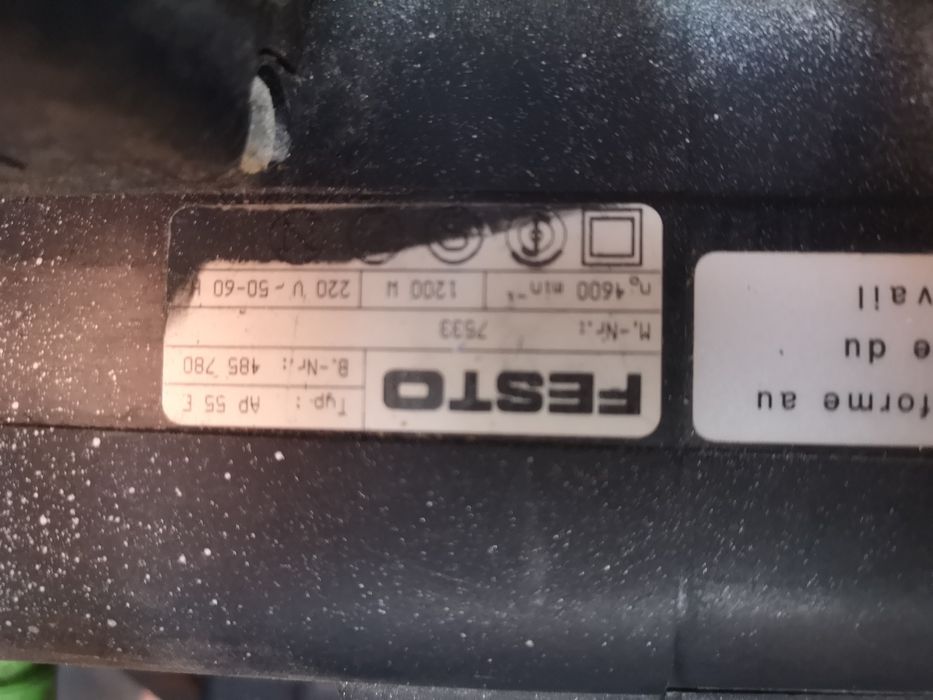 FESTO
Typ.: AP 55 E
B.-Nr.: 485 780
M.-Nr.: 7533
n₀ 4600 min⁻¹
1200 W
220 V ~ 50-60 H
forme au
e du
vail